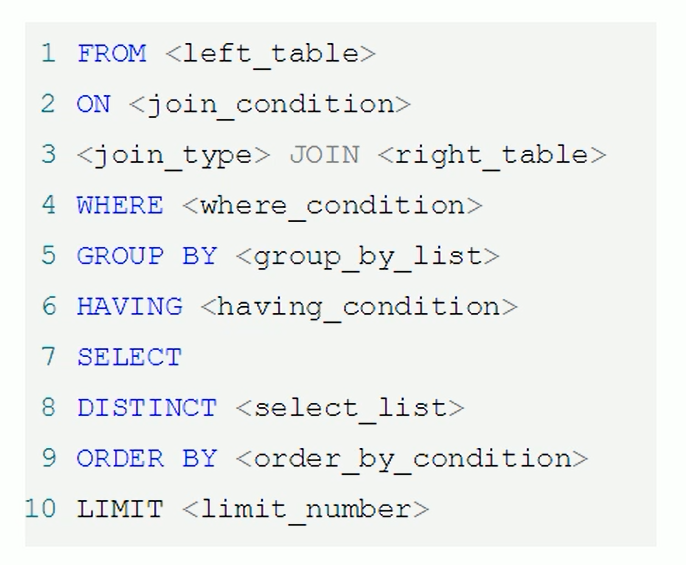 1 FROM <left_table>
2 ON <join_condition>
3 <join_type> JOIN <right_table>
4 WHERE <where_condition>
5 GROUP BY <group_by_list>
6 HAVING <having_condition>
7 SELECT
8 DISTINCT <select_list>
9 ORDER BY <order_by_condition>
10 LIMIT <limit_number>